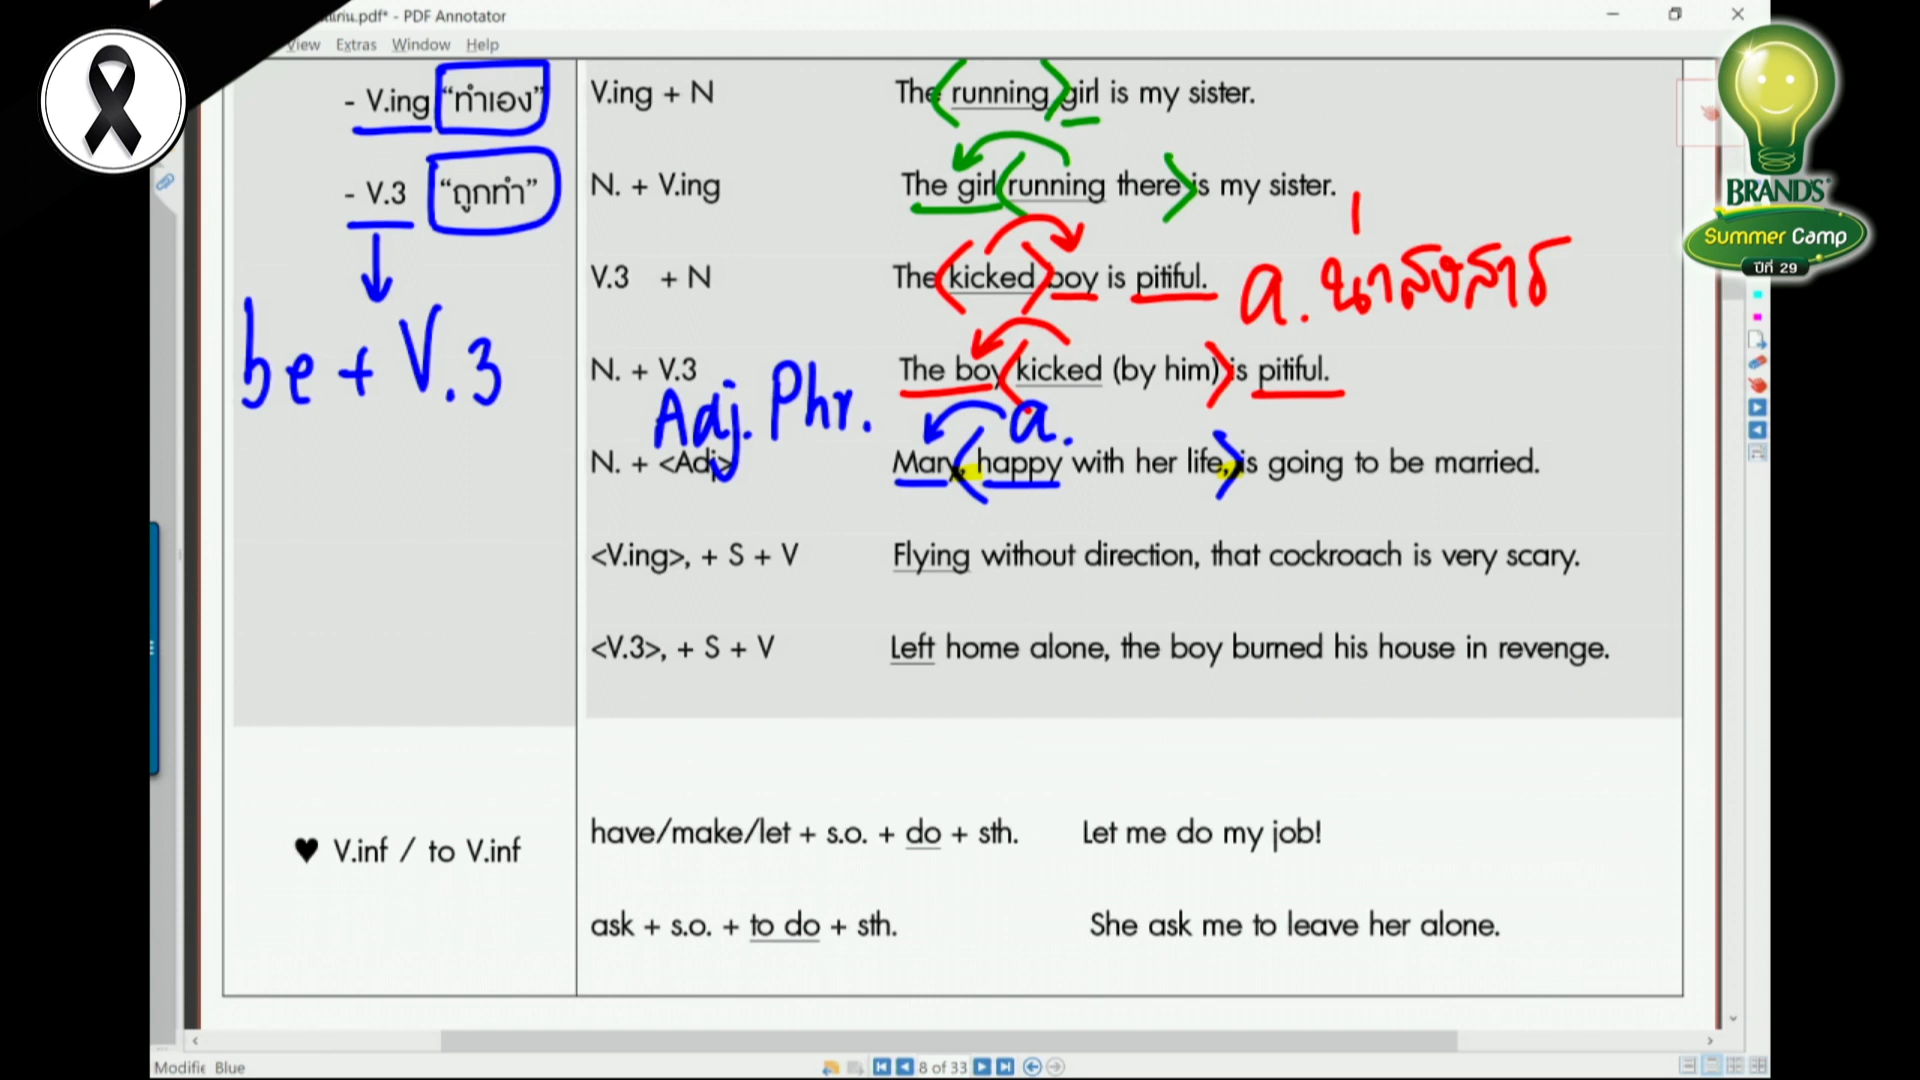 .pdf* - PDF Annotator
View Extras Window Help
- V.ing "ทำเอง" V.ing + N The running girl is my sister.
- V.3 "ถูกทำ" N. + V.ing The girl running there is my sister.
V.3 + N The kicked boy is pitiful. a. น่าสงสาร
be + V.3
N. + V.3 The boy kicked (by him) is pitiful.
Adj. Phr. a.
N. + <Adj> Mary, happy with her life, is going to be married.
<V.ing>, + S + V Flying without direction, that cockroach is very scary.
<V.3>, + S + V Left home alone, the boy burned his house in revenge.
♥ V.inf / to V.inf
have/make/let + s.o. + do + sth. Let me do my job!
ask + s.o. + to do + sth. She ask me to leave her alone.
BRAND'S
Summer Camp
ปีที่ 29
Blue
8 of 33